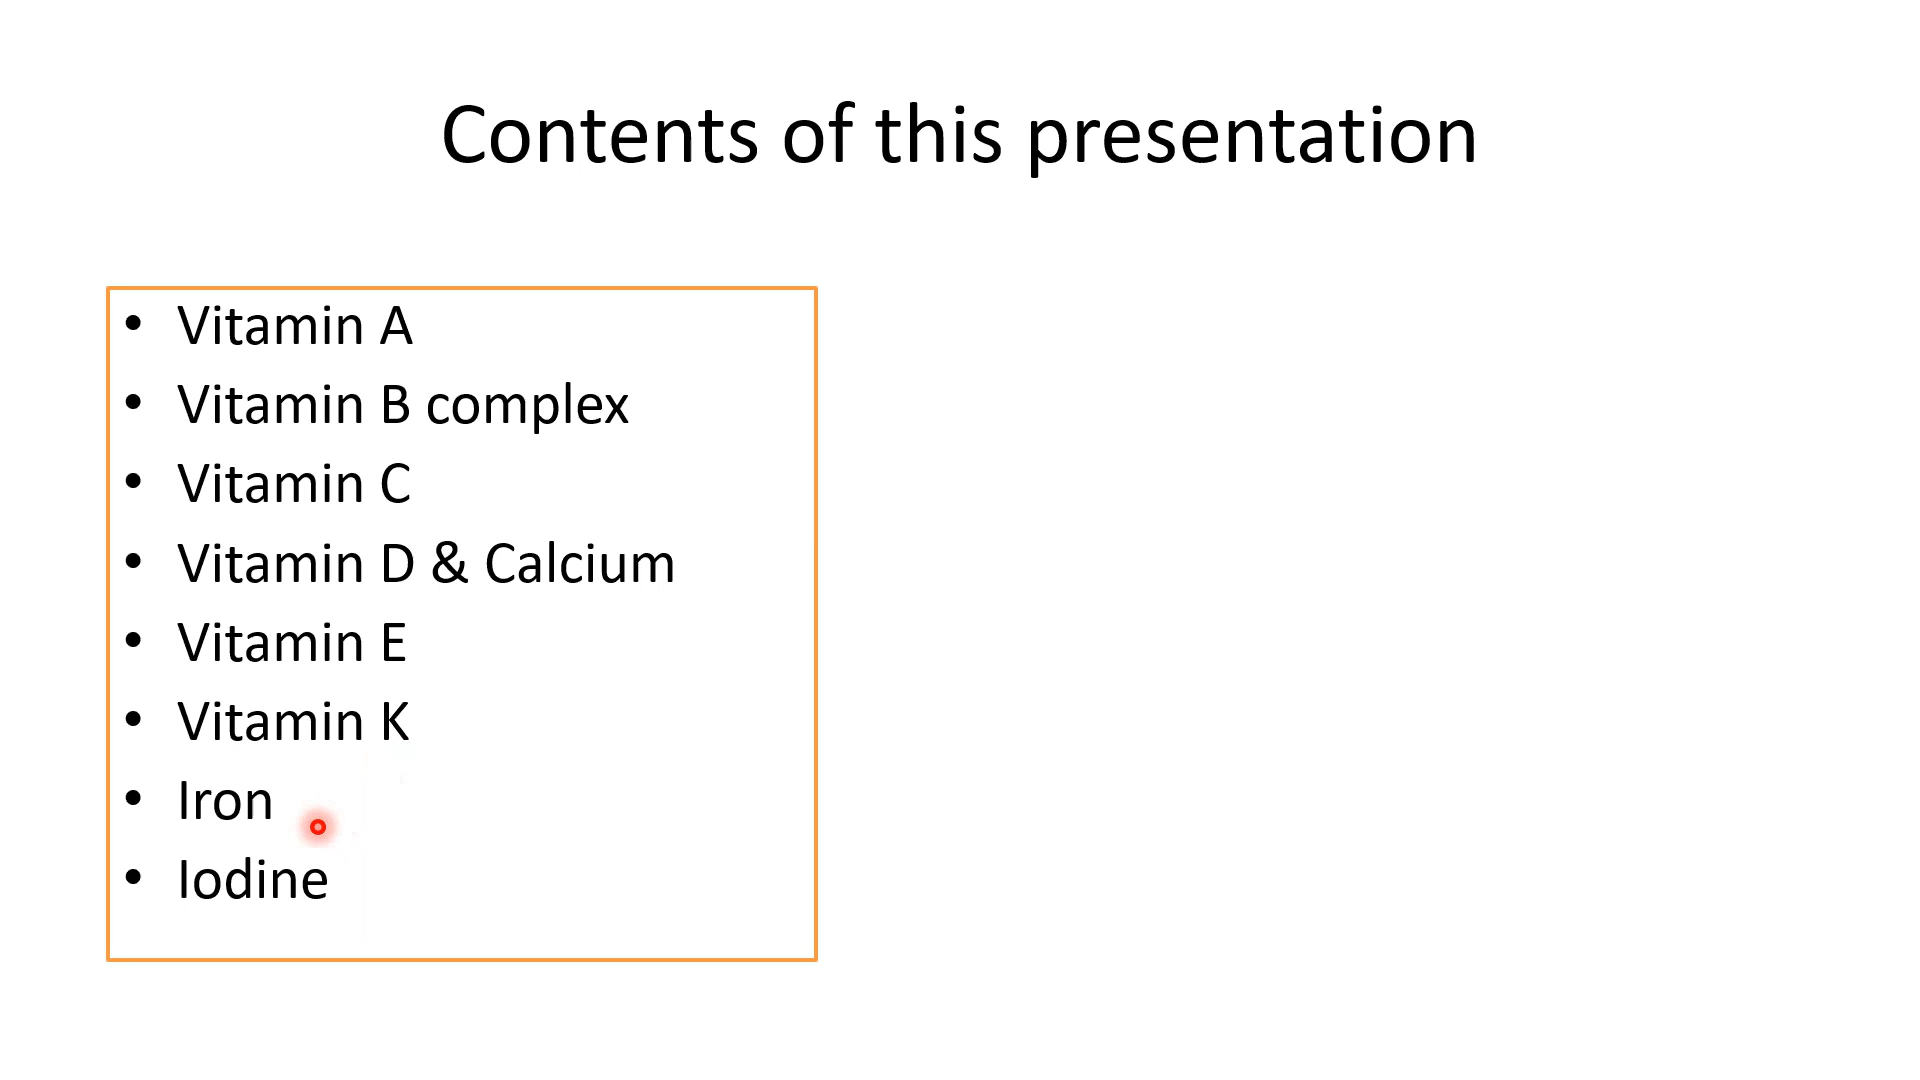 Contents of this presentation
• Vitamin A
• Vitamin B complex
• Vitamin C
• Vitamin D & Calcium
• Vitamin E
• Vitamin K
• Iron
• Iodine